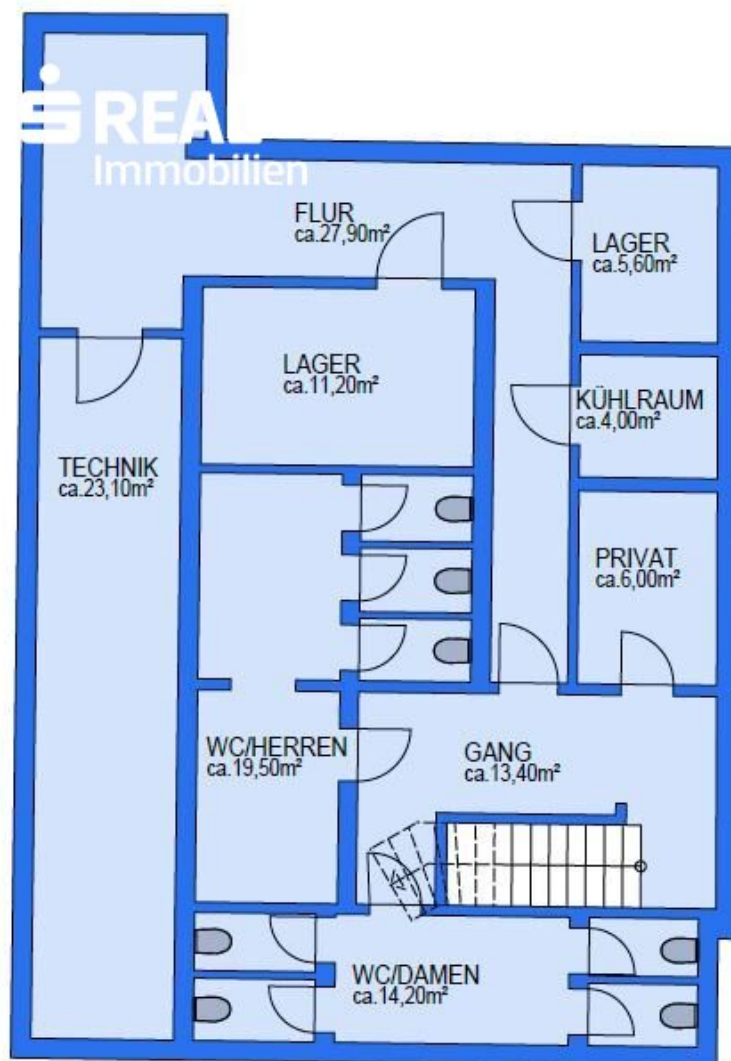 S REAL
Immobilien
FLUR
ca.27,90m²
LAGER
ca.5,60m²
LAGER
ca.11,20m²
KÜHLRAUM
ca.4,00m²
TECHNIK
ca.23,10m²
PRIVAT
ca.6,00m²
WC/HERREN
ca.19,50m²
GANG
ca.13,40m²
WC/DAMEN
ca.14,20m²